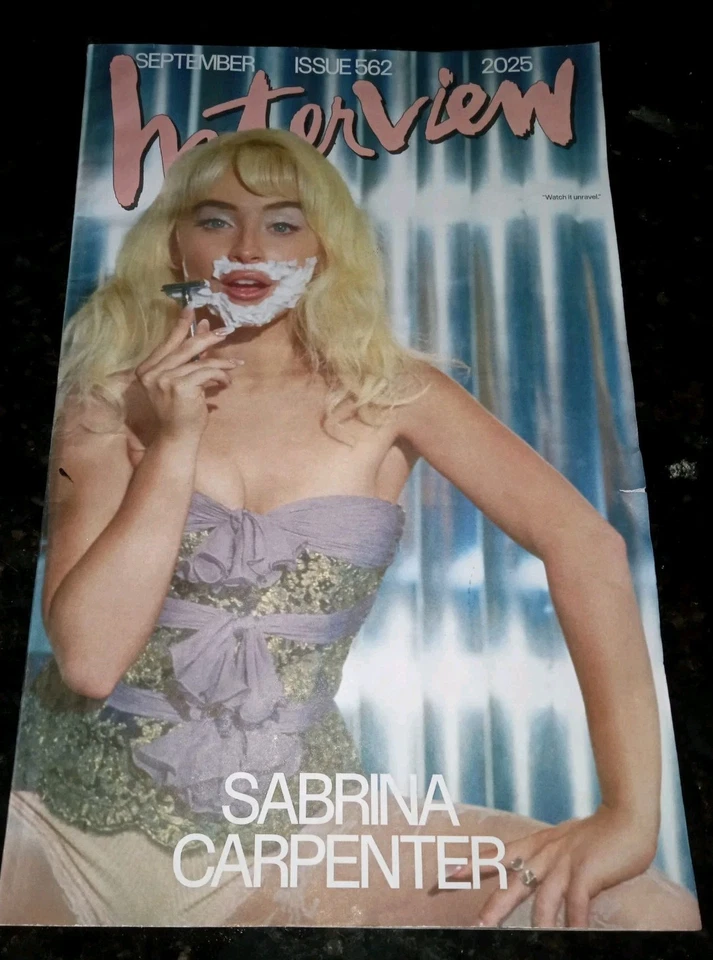 SEPTEMBER ISSUE 562 2025
Interview
"Watch it unravel."
SABRINA
CARPENTER